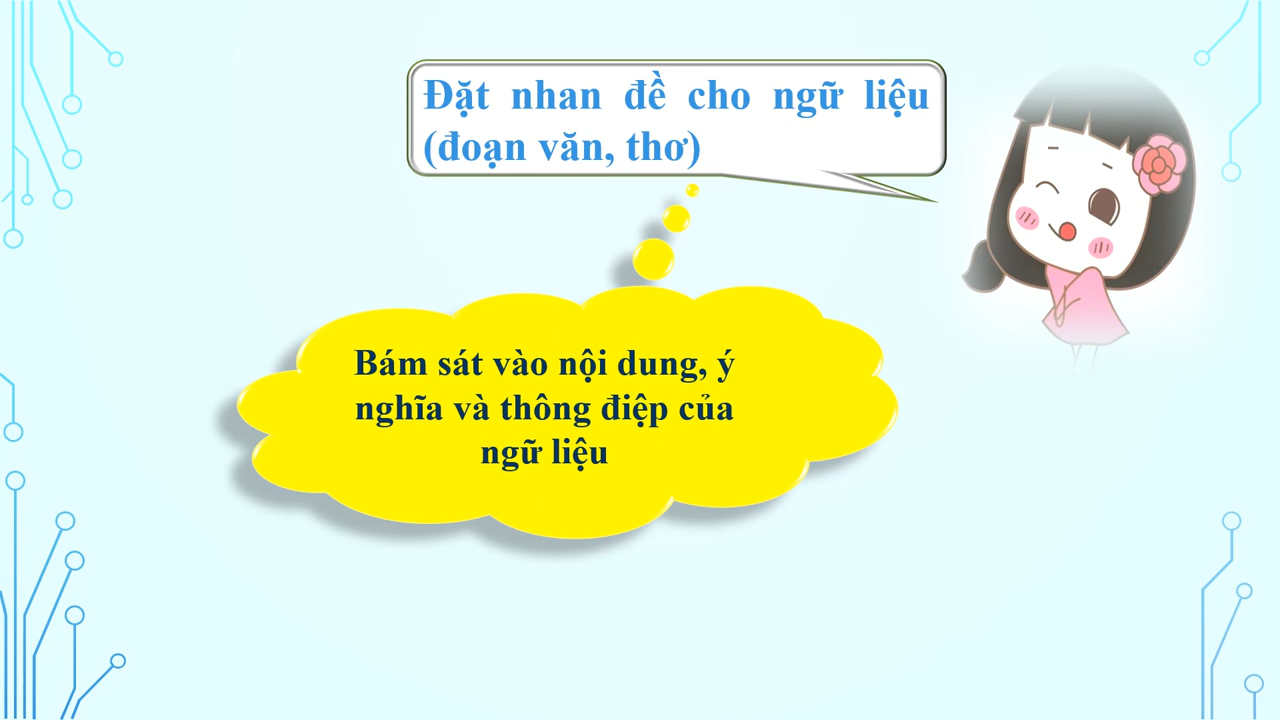 Đặt nhan đề cho ngữ liệu
(đoạn văn, thơ)
Bám sát vào nội dung, ý
nghĩa và thông điệp của
ngữ liệu